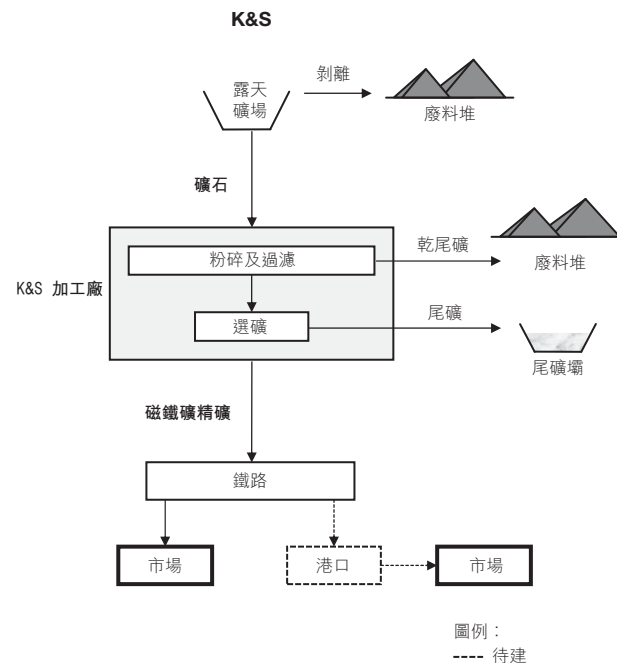 K&S
剝離
露天
礦場
廢料堆
礦石
粉碎及過濾
乾尾礦
廢料堆
K&S 加工廠
選礦
尾礦
尾礦壩
磁鐵礦精礦
鐵路
市場
港口
市場
圖例：
待建